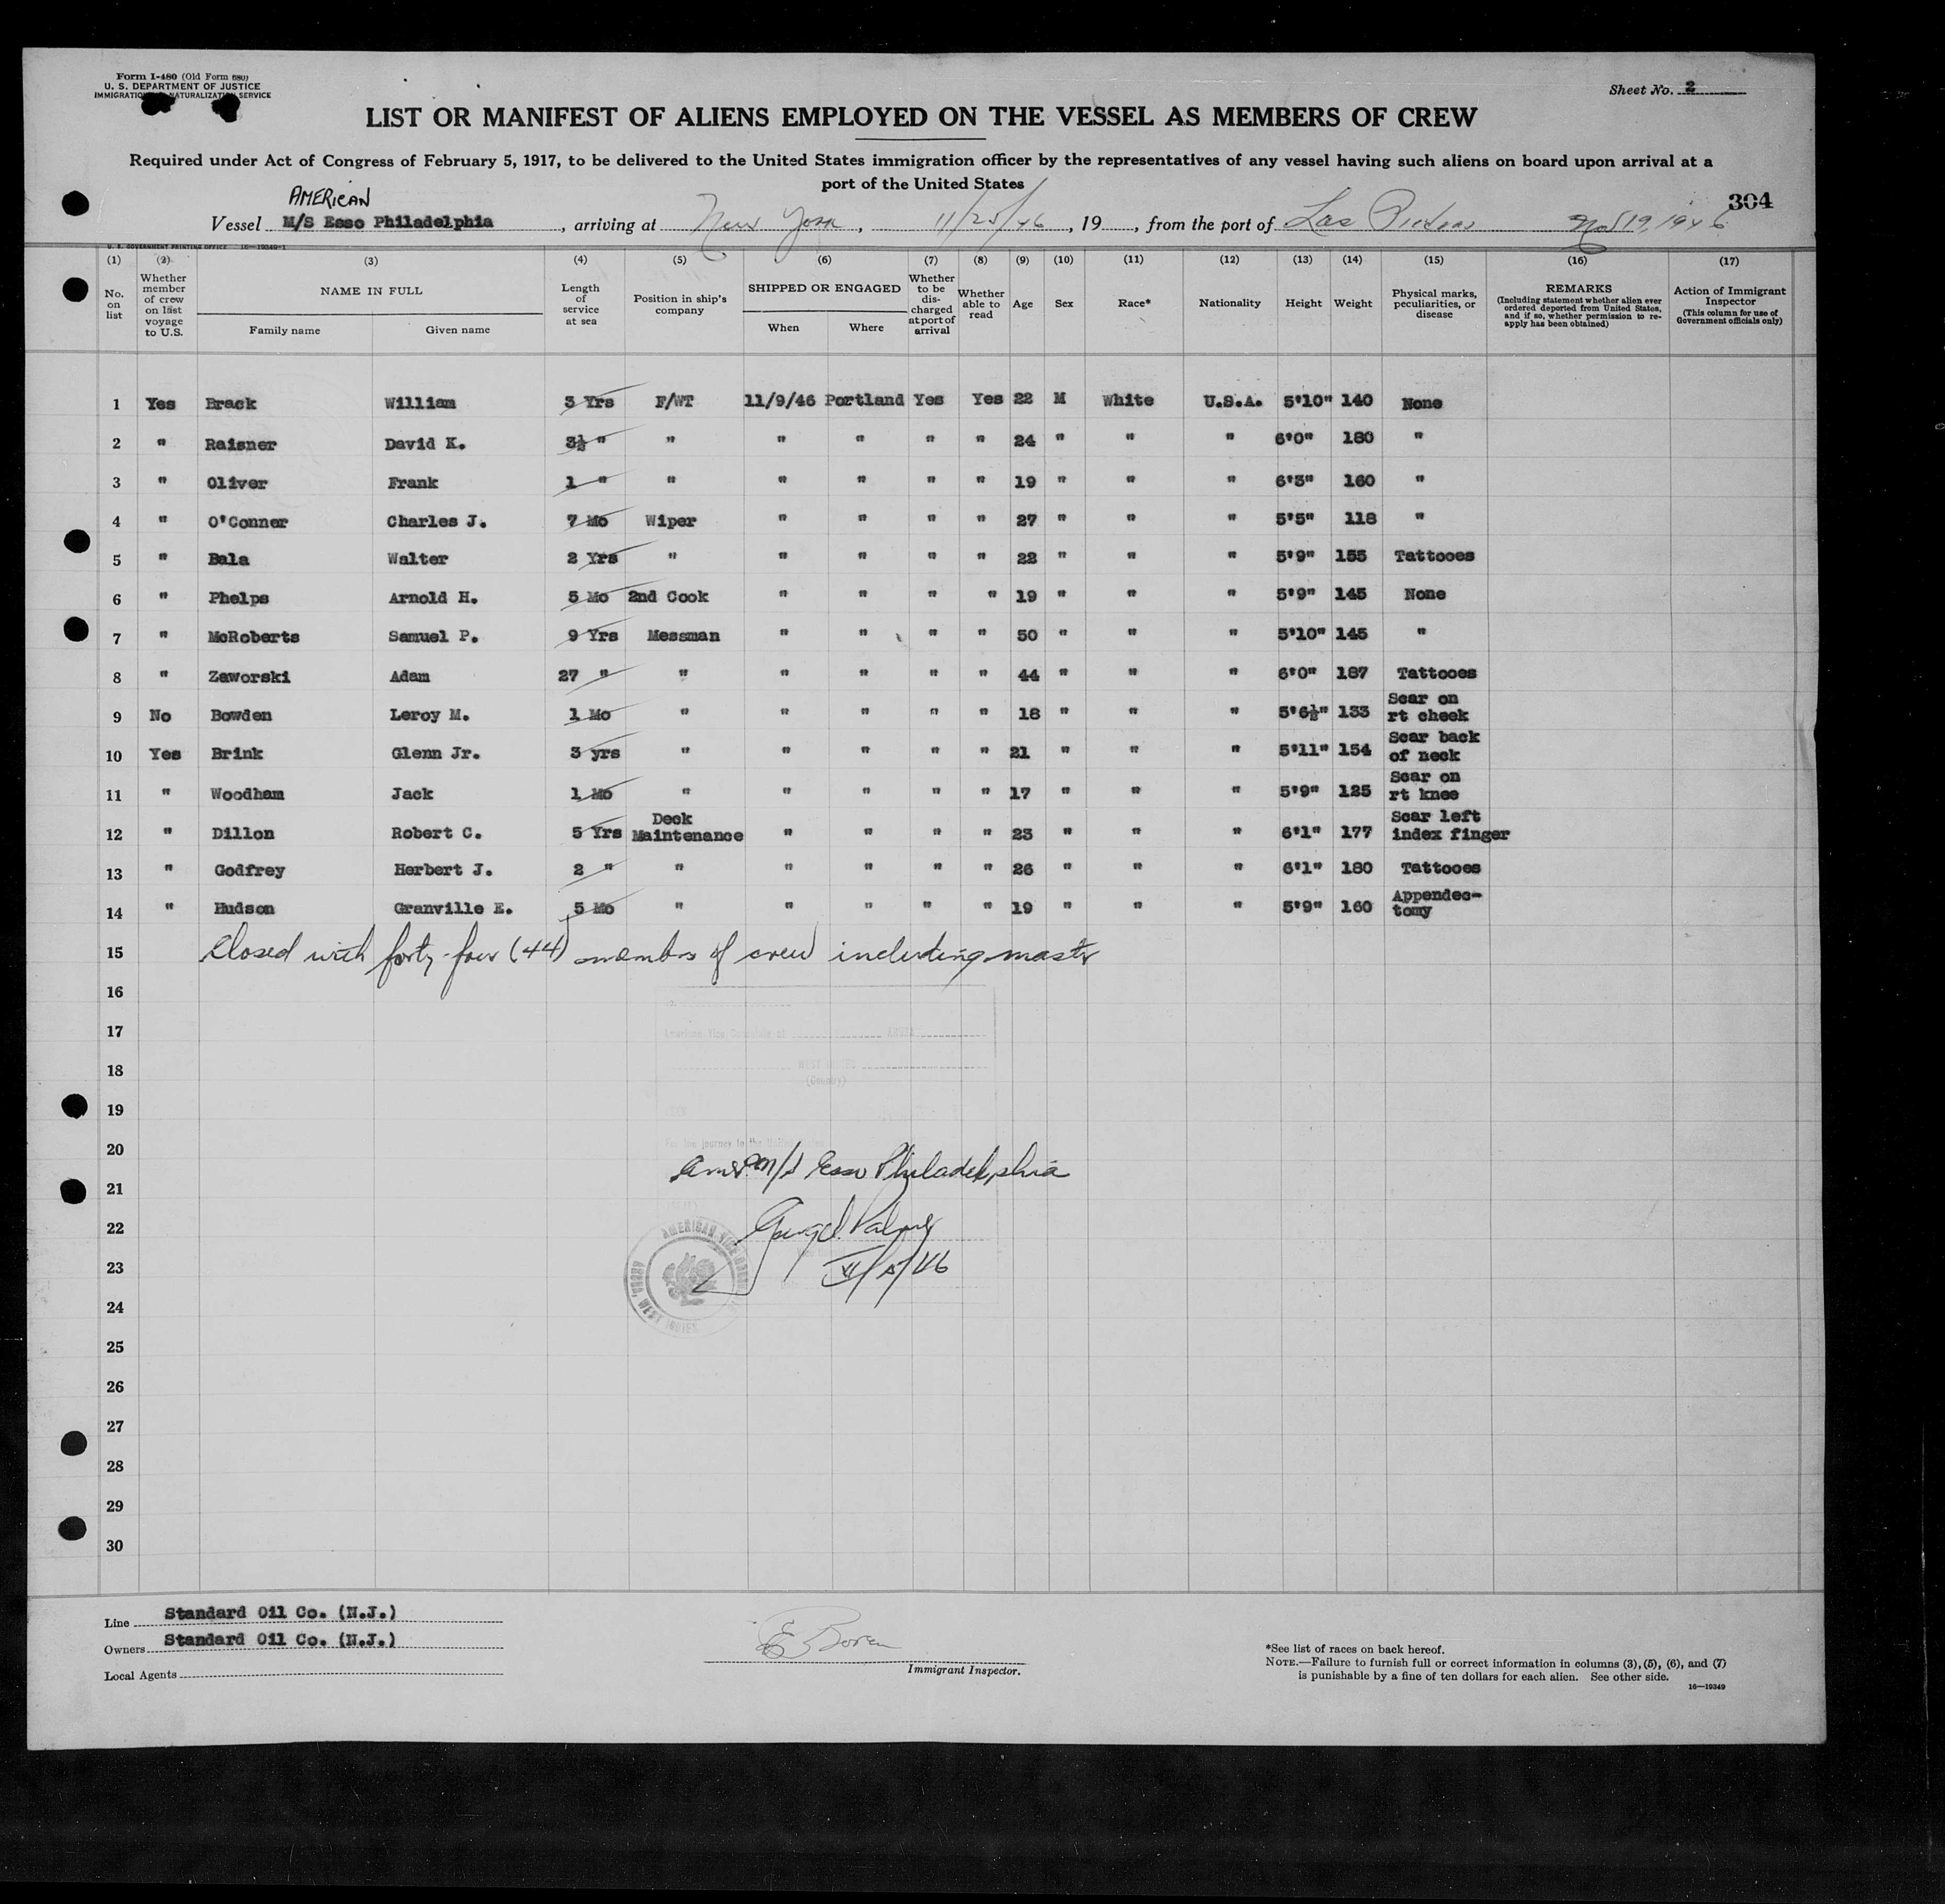 Form I-480 (Old Form 680)
U. S. DEPARTMENT OF JUSTICE
IMMIGRATION NATURALIZATION SERVICE
Sheet No. 2
LIST OR MANIFEST OF ALIENS EMPLOYED ON THE VESSEL AS MEMBERS OF CREW
Required under Act of Congress of February 5, 1917, to be delivered to the United States immigration officer by the representatives of any vessel having such aliens on board upon arrival at a
port of the United States
304
AMERICAN
Vessel M/S Esso Philadelphia, arriving at New York, 11/25/46, 19, from the port of Las Piedras Nov 19, 1946
U. S. GOVERNMENT PRINTING OFFICE 16—19349-1
(1) (2) (3) (4) (5) (6) (7) (8) (9) (10) (11) (12) (13) (14) (15) (16) (17)
No. on list
Whether member of crew on last voyage to U.S.
NAME IN FULL
Family name
Given name
Length of service at sea
Position in ship's company
SHIPPED OR ENGAGED
When
Where
Whether to be discharged at port of arrival
Whether able to read
Age
Sex
Race*
Nationality
Height
Weight
Physical marks, peculiarities, or disease
REMARKS
(Including statement whether alien ever ordered deported from United States, and if so, whether permission to re-apply has been obtained)
Action of Immigrant Inspector
(This column for use of Government officials only)
1 Yes Brack William 3 Yrs F/WT 11/9/46 Portland Yes Yes 22 M White U.S.A. 5'10" 140 None
2 " Raisner David K. 3½ " " " " " " 24 " " " 6'0" 180 "
3 " Oliver Frank 1 " " " " " " 19 " " " 6'3" 160 "
4 " O'Conner Charles J. 7 Mo Wiper " " " " 27 " " " 5'5" 118 "
5 " Bala Walter 2 Yrs " " " " " 22 " " " 5'9" 155 Tattooes
6 " Phelps Arnold H. 5 Mo 2nd Cook " " " " 19 " " " 5'9" 145 None
7 " McRoberts Samuel P. 9 Yrs Messman " " " " 50 " " " 5'10" 145 "
8 " Zaworski Adam 27 " " " " " " 44 " " " 6'0" 187 Tattooes
9 No Bowden Leroy M. 1 Mo " " " " " 18 " " " 5'6½" 133 Scar on rt cheek
10 Yes Brink Glenn Jr. 3 yrs " " " " " 21 " " " 5'11" 154 Scar back of neck
11 " Woodham Jack 1 Mo " " " " " 17 " " " 5'9" 125 Scar on rt knee
12 " Dillon Robert C. 5 Yrs Deck Maintenance " " " " 23 " " " 6'1" 177 Scar left index finger
13 " Godfrey Herbert J. 2 " " " " " " 26 " " " 6'1" 180 Tattooes
14 " Hudson Granville E. 5 Mo " " " " " 19 " " " 5'9" 160 Appendectomy
15 Closed with forty-four (44) members of crew including master
16
17
18
19
20
Amer. M/S Esso Philadelphia
21
22
23
24
25
26
27
28
29
30
AMERICAN VICE
ARUBA, WEST INDIES
Line Standard Oil Co. (N.J.)
Owners Standard Oil Co. (N.J.)
Local Agents
Immigrant Inspector.
*See list of races on back hereof.
NOTE.—Failure to furnish full or correct information in columns (3), (5), (6), and (7)
is punishable by a fine of ten dollars for each alien. See other side.
16—19349